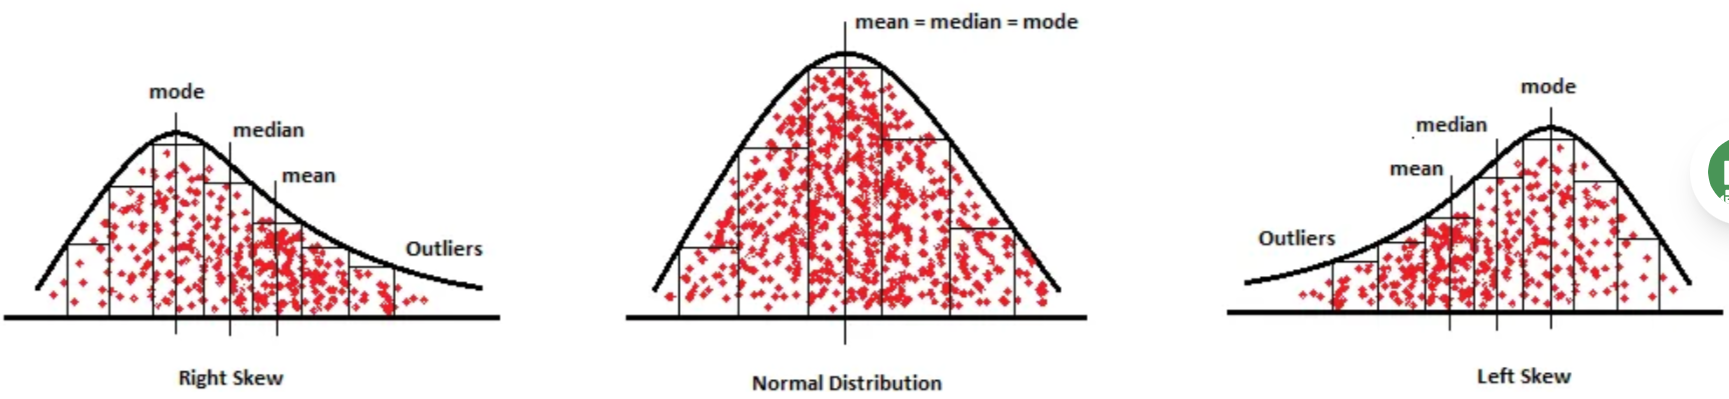 mode
median
mean
Outliers
Right Skew
mean = median = mode
Normal Distribution
mode
median
mean
Outliers
Left Skew